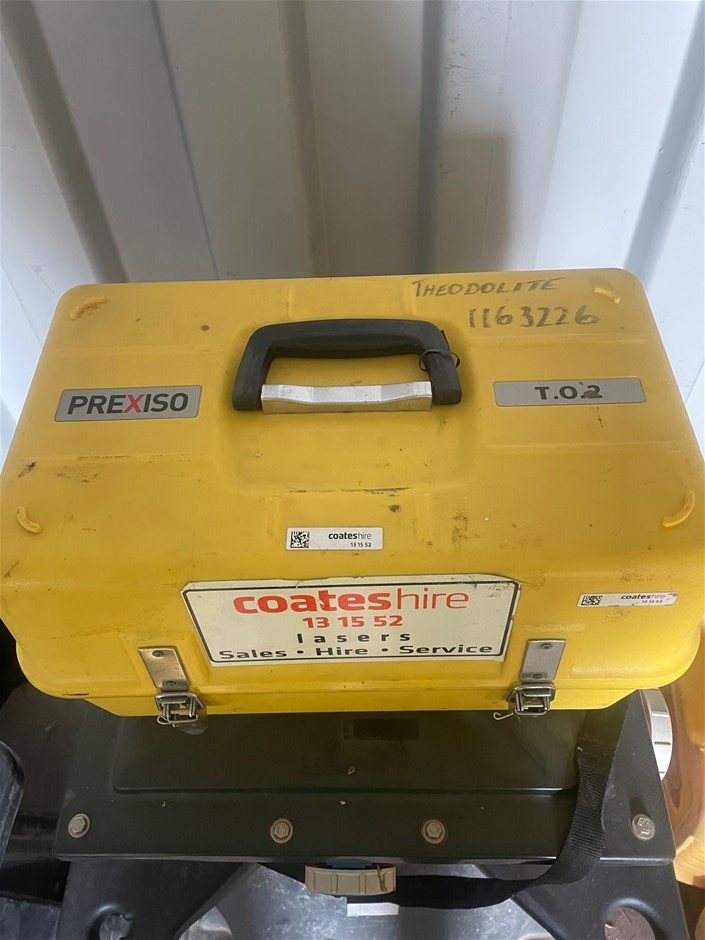 THEODOLITE
1163226
PREXISO
T.O.2
coateshire
13 15 52
coateshire
13 15 52
coateshire
13 15 52
lasers
Sales • Hire • Service